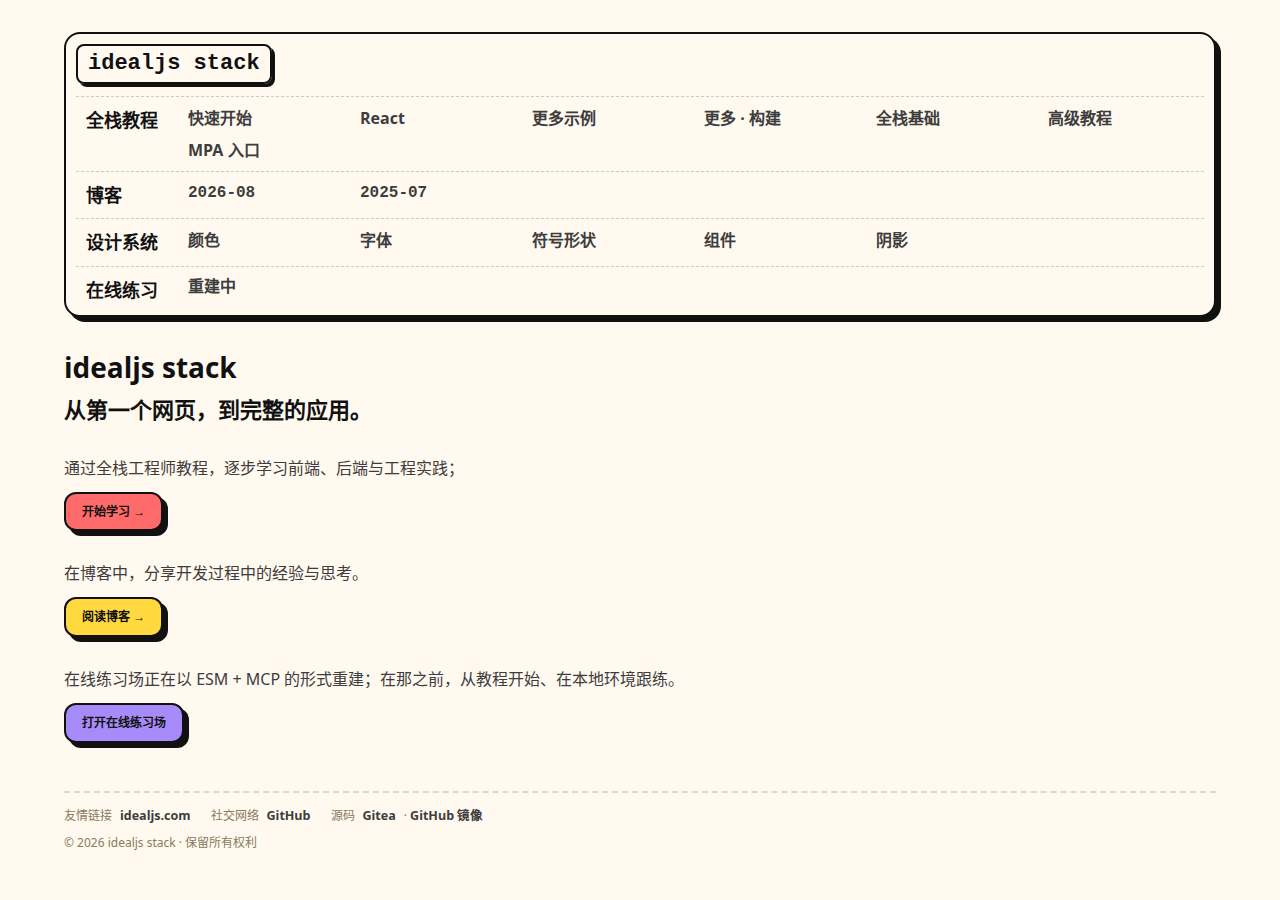 idealjs stack
全栈教程 快速开始 React 更多示例 更多 · 构建 全栈基础 高级教程
MPA 入口
博客 2026-08 2025-07
设计系统 颜色 字体 符号形状 组件 阴影
在线练习 重建中
idealjs stack
从第一个网页，到完整的应用。
通过全栈工程师教程，逐步学习前端、后端与工程实践；
开始学习 →
在博客中，分享开发过程中的经验与思考。
阅读博客 →
在线练习场正在以 ESM + MCP 的形式重建；在那之前，从教程开始、在本地环境跟练。
打开在线练习场
友情链接 idealjs.com 社交网络 GitHub 源码 Gitea · GitHub 镜像
© 2026 idealjs stack · 保留所有权利